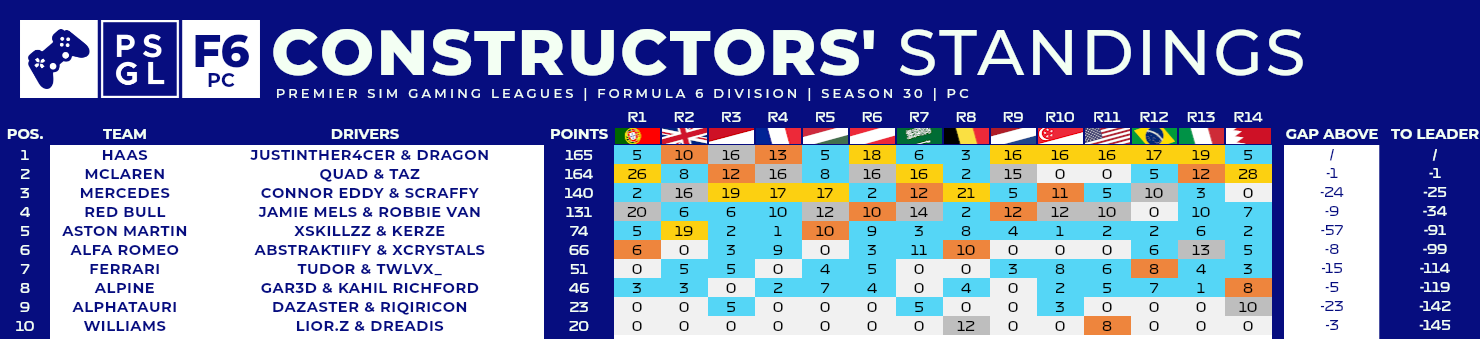 PS
GL
F6
PC
CONSTRUCTORS' STANDINGS
PREMIER SIM GAMING LEAGUES | FORMULA 6 DIVISION | SEASON 30 | PC
R1 R2 R3 R4 R5 R6 R7 R8 R9 R10 R11 R12 R13 R14
POS. TEAM DRIVERS POINTS GAP ABOVE TO LEADER
1 HAAS JUSTINTHER4CER & DRAGON 165 5 10 16 13 5 18 6 3 16 16 16 17 19 5 / /
2 MCLAREN QUAD & TAZ 164 26 8 12 16 8 16 16 2 15 0 0 5 12 28 -1 -1
3 MERCEDES CONNOR EDDY & SCRAFFY 140 2 16 19 17 17 2 12 21 5 11 5 10 3 0 -24 -25
4 RED BULL JAMIE MELS & ROBBIE VAN 131 20 6 6 10 12 10 14 2 12 12 10 0 10 7 -9 -34
5 ASTON MARTIN XSKILLZZ & KERZE 74 5 19 2 1 10 9 3 8 4 1 2 2 6 2 -57 -91
6 ALFA ROMEO ABSTRAKTIIFY & XCRYSTALS 66 6 0 3 9 0 3 11 10 0 0 0 6 13 5 -8 -99
7 FERRARI TUDOR & TWLVX_ 51 0 5 5 0 4 5 0 0 3 8 6 8 4 3 -15 -114
8 ALPINE GAR3D & KAHIL RICHFORD 46 3 3 0 2 7 4 0 4 0 2 5 7 1 8 -5 -119
9 ALPHATAURI DAZASTER & RIQIRICON 23 0 0 5 0 0 0 5 0 0 3 0 0 0 10 -23 -142
10 WILLIAMS LIOR.Z & DREADIS 20 0 0 0 0 0 0 0 12 0 0 8 0 0 0 -3 -145